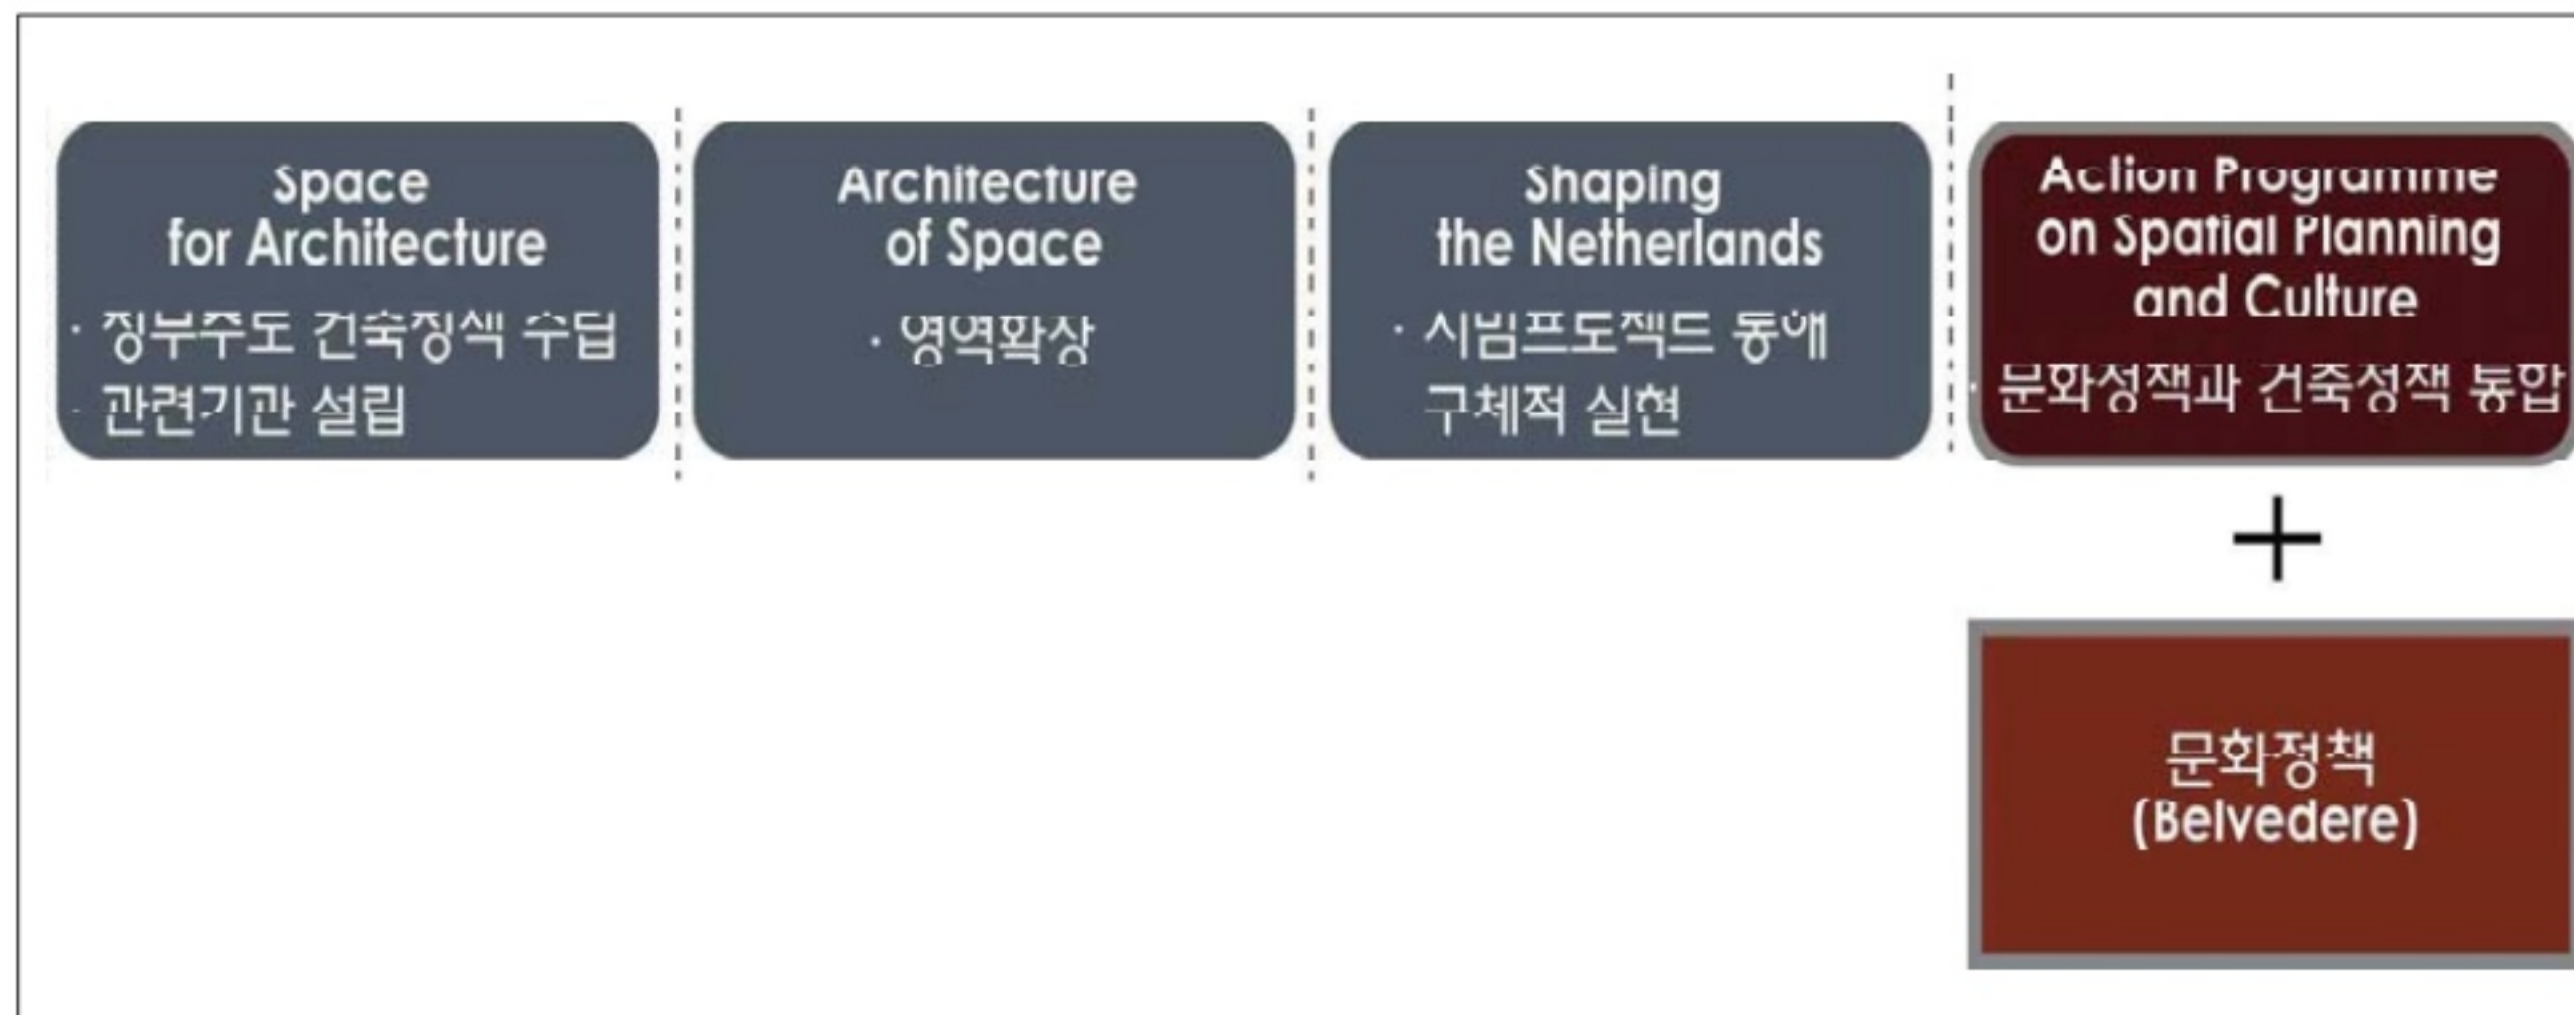 Space
for Architecture
· 정부주도 건축정책 수립
· 관련기관 설립
Architecture
of Space
· 영역확장
Shaping
the Netherlands
· 시범프로젝트 통해
구체적 실현
Action Programme
on Spatial Planning
and Culture
· 문화정책과 건축정책 통합
+
문화정책
(Belvedere)